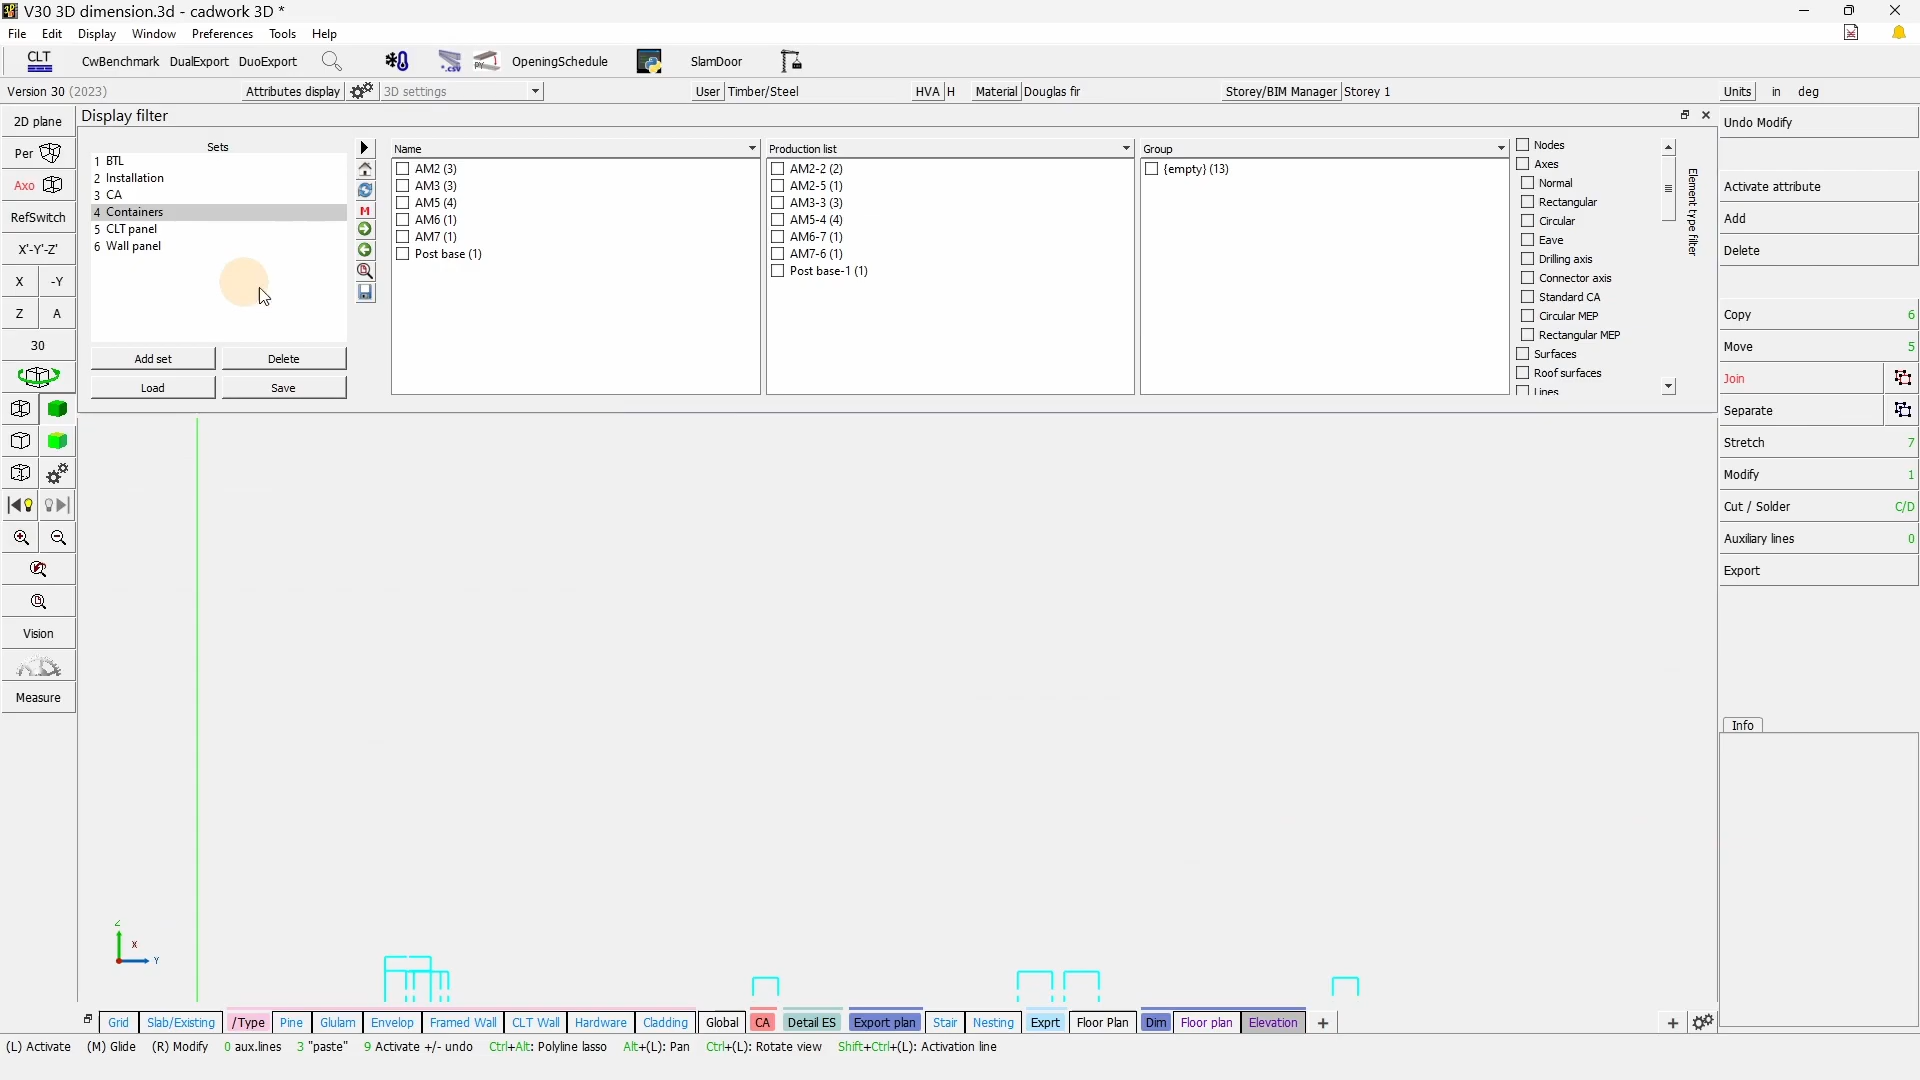 V30 3D dimension.3d - cadwork 3D *
File Edit Display Window Preferences Tools Help
CLT CwBenchmark DualExport DuoExport .CSV PY OpeningSchedule SlamDoor
Version 30 (2023) Attributes display 3D settings User Timber/Steel HVA H Material Douglas fir Storey/BIM Manager Storey 1 Units in deg
2D plane
Per
Axo
RefSwitch
X'-Y'-Z'
X -Y
Z A
30
Vision
Measure
Display filter
Sets
1 BTL
2 Installation
3 CA
4 Containers
5 CLT panel
6 Wall panel
Add set Delete
Load Save
M
Name
AM2 (3)
AM3 (3)
AM5 (4)
AM6 (1)
AM7 (1)
Post base (1)
Production list
AM2-2 (2)
AM2-5 (1)
AM3-3 (3)
AM5-4 (4)
AM6-7 (1)
AM7-6 (1)
Post base-1 (1)
Group
{empty} (13)
Nodes
Axes
Normal
Rectangular
Circular
Eave
Drilling axis
Connector axis
Standard CA
Circular MEP
Rectangular MEP
Surfaces
Roof surfaces
Lines
Element type filter
Undo Modify
Activate attribute
Add
Delete
Copy 6
Move 5
Join
Separate
Stretch 7
Modify 1
Cut / Solder C/D
Auxiliary lines 0
Export
Info
Z
X
Y
Grid Slab/Existing /Type Pine Glulam Envelop Framed Wall CLT Wall Hardware Cladding Global CA Detail ES Export plan Stair Nesting Exprt Floor Plan Dim Floor plan Elevation + +
(L) Activate (M) Glide (R) Modify 0 aux.lines 3 "paste" 9 Activate +/- undo Ctrl+Alt: Polyline lasso Alt+(L): Pan Ctrl+(L): Rotate view Shift+Ctrl+(L): Activation line